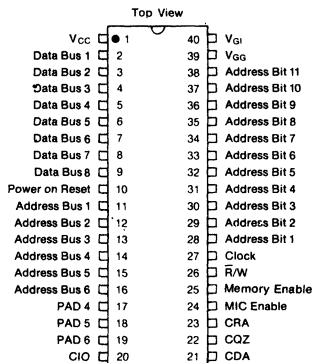 Top View
VCC 1 40 VGI
Data Bus 1 2 39 VGG
Data Bus 2 3 38 Address Bit 11
Data Bus 3 4 37 Address Bit 10
Data Bus 4 5 36 Address Bit 9
Data Bus 5 6 35 Address Bit 8
Data Bus 6 7 34 Address Bit 7
Data Bus 7 8 33 Address Bit 6
Data Bus 8 9 32 Address Bit 5
Power on Reset 10 31 Address Bit 4
Address Bus 1 11 30 Address Bit 3
Address Bus 2 12 29 Address Bit 2
Address Bus 3 13 28 Address Bit 1
Address Bus 4 14 27 Clock
Address Bus 5 15 26 R̅/W
Address Bus 6 16 25 Memory Enable
PAD 4 17 24 MIC Enable
PAD 5 18 23 CRA
PAD 6 19 22 CQZ
CIO 20 21 CDA